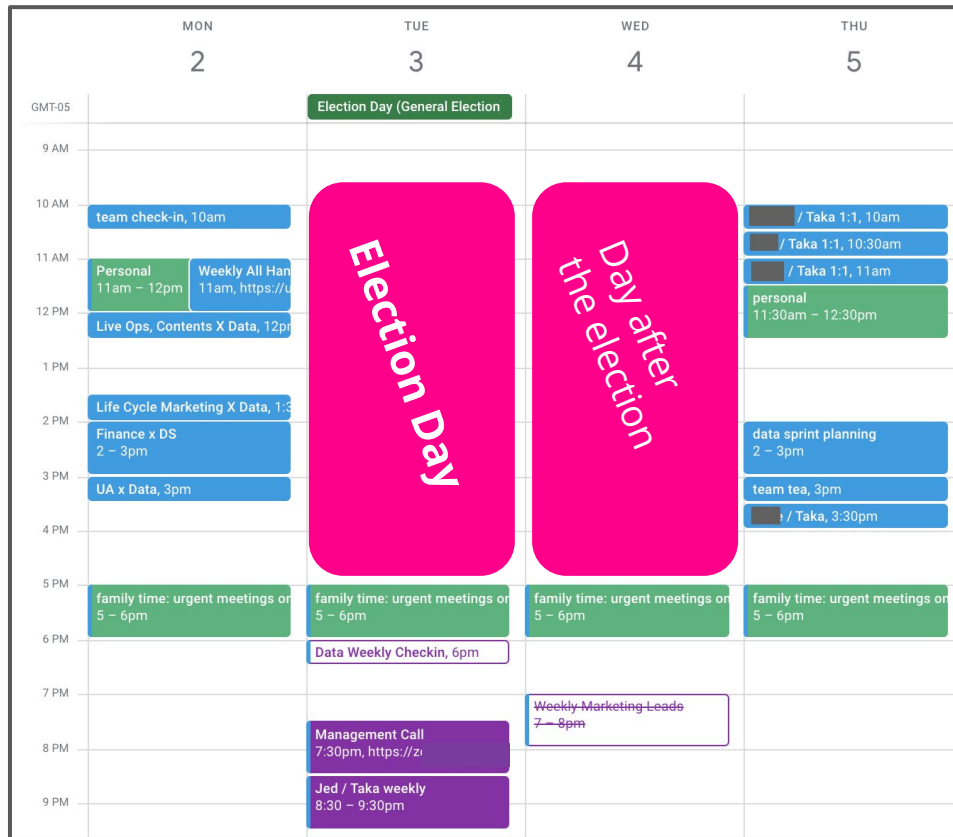 MON
TUE
WED
THU
2
3
4
5
GMT-05
Election Day (General Election
9 AM
10 AM
11 AM
12 PM
1 PM
2 PM
3 PM
4 PM
5 PM
6 PM
7 PM
8 PM
9 PM
team check-in, 10am
Personal
11am – 12pm
Weekly All Han
11am, https://u
Live Ops, Contents X Data, 12pr
Life Cycle Marketing X Data, 1:3
Finance x DS
2 – 3pm
UA x Data, 3pm
family time: urgent meetings or
5 – 6pm
Election Day
family time: urgent meetings or
5 – 6pm
Data Weekly Checkin, 6pm
Management Call
7:30pm, https://z
Jed / Taka weekly
8:30 – 9:30pm
Day after
the election
family time: urgent meetings or
5 – 6pm
Weekly Marketing Leads
7 – 8pm
/ Taka 1:1, 10am
/ Taka 1:1, 10:30am
/ Taka 1:1, 11am
personal
11:30am – 12:30pm
data sprint planning
2 – 3pm
team tea, 3pm
/ Taka, 3:30pm
family time: urgent meetings or
5 – 6pm